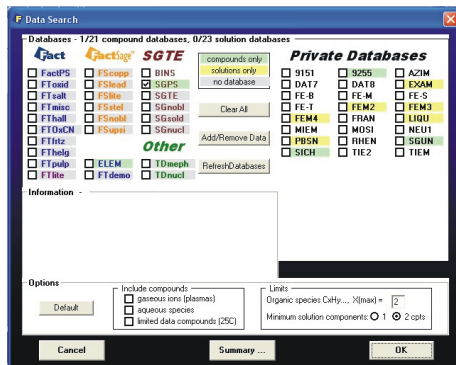 Data Search
Databases - 1/21 compound databases, 0/23 solution databases
Fact FactSage® SGTE compounds only Private Databases
solutions only
no database
FactPS FScopp BINS 9151 9255 AZIM
FToxid FSlead SGPS DAT7 DAT8 EXAM
FTsalt FSlite SGTE FE-B FE-M FE-S
FTmisc FSstel SGnobl Clear All FE-T FEM2 FEM3
FThall FSnobl SGsold FEM4 FRAN LIQU
FTOxCN FSupsi SGnucl MIEM MOSI NEU1
FTfrtz Other Add/Remove Data PBSN RHEN SGUN
FThelg SICH TIE2 TIEM
FTpulp ELEM TDmeph RefreshDatabases
FTlite FTdemo TDnucl
Information -
Options
Default
Include compounds
gaseous ions (plasmas)
aqueous species
limited data compounds (25C)
Limits
Organic species CxHy..., X(max) = 2
Minimum solution components: 1 2 cpts
Cancel Summary ... OK